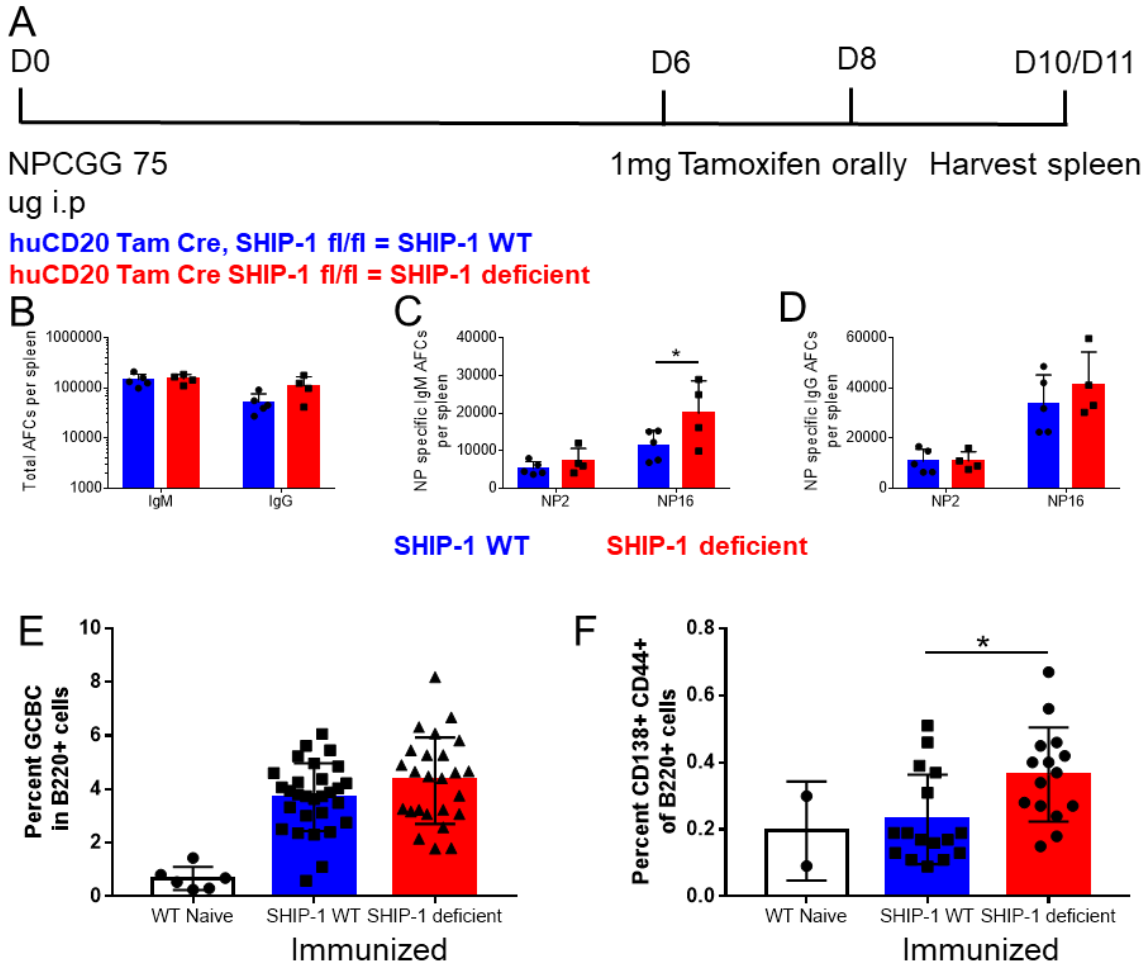 A
D0 D6 D8 D10/D11
NPCGG 75 1mg Tamoxifen orally Harvest spleen
ug i.p
huCD20 Tam Cre, SHIP-1 fl/fl = SHIP-1 WT
huCD20 Tam Cre SHIP-1 fl/fl = SHIP-1 deficient
B
Total AFCs per spleen
1000000
100000
10000
1000
IgM IgG
C
NP specific IgM AFCs
per spleen
40000
30000
20000
10000
0
*
NP2 NP16
D
NP specific IgG AFCs
per spleen
60000
40000
20000
0
NP2 NP16
SHIP-1 WT SHIP-1 deficient
E
Percent GCBC
in B220+ cells
10
8
6
4
2
0
WT Naive SHIP-1 WT SHIP-1 deficient
Immunized
F
Percent CD138+ CD44+
of B220+ cells
0.8
0.6
0.4
0.2
0.0
*
WT Naive SHIP-1 WT SHIP-1 deficient
Immunized